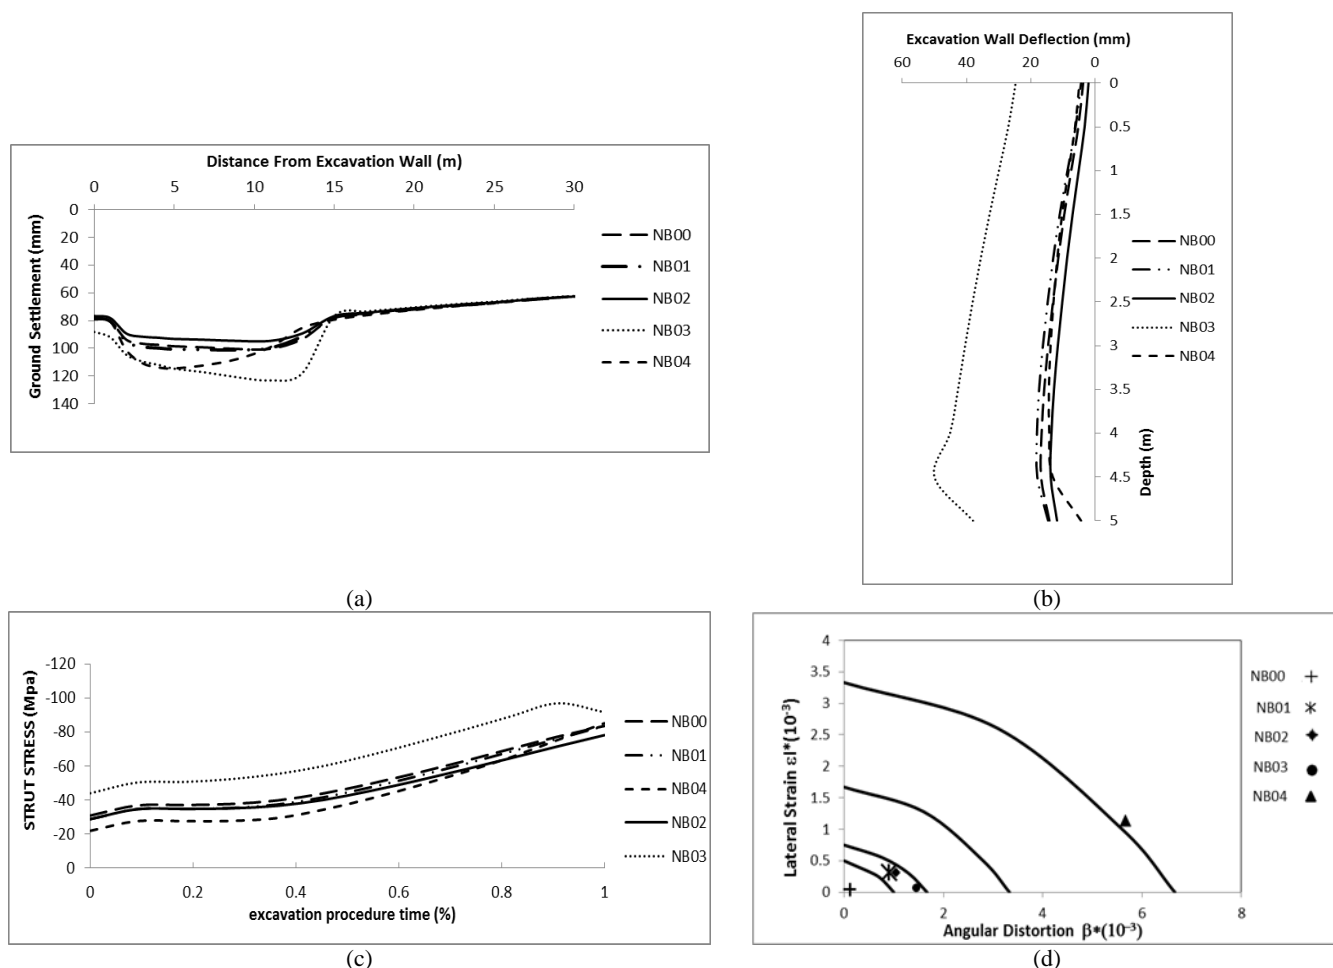 Distance From Excavation Wall (m)
0 5 10 15 20 25 30
0
20
40
60
80
100
120
140
Ground Settlement (mm)
NB00
NB01
NB02
NB03
NB04
(a)
Excavation Wall Deflection (mm)
60 40 20 0
0
0.5
1
1.5
2
2.5
3
3.5
4
4.5
5
Depth (m)
NB00
NB01
NB02
NB03
NB04
(b)
-120
-100
-80
-60
-40
-20
0
STRUT STRESS (Mpa)
0 0.2 0.4 0.6 0.8 1
excavation procedure time (%)
NB00
NB01
NB04
NB02
NB03
(c)
4
3.5
3
2.5
2
1.5
1
0.5
0
Lateral Strain εl*(10⁻³)
0 2 4 6 8
Angular Distortion β*(10⁻³)
NB00
NB01
NB02
NB03
NB04
(d)